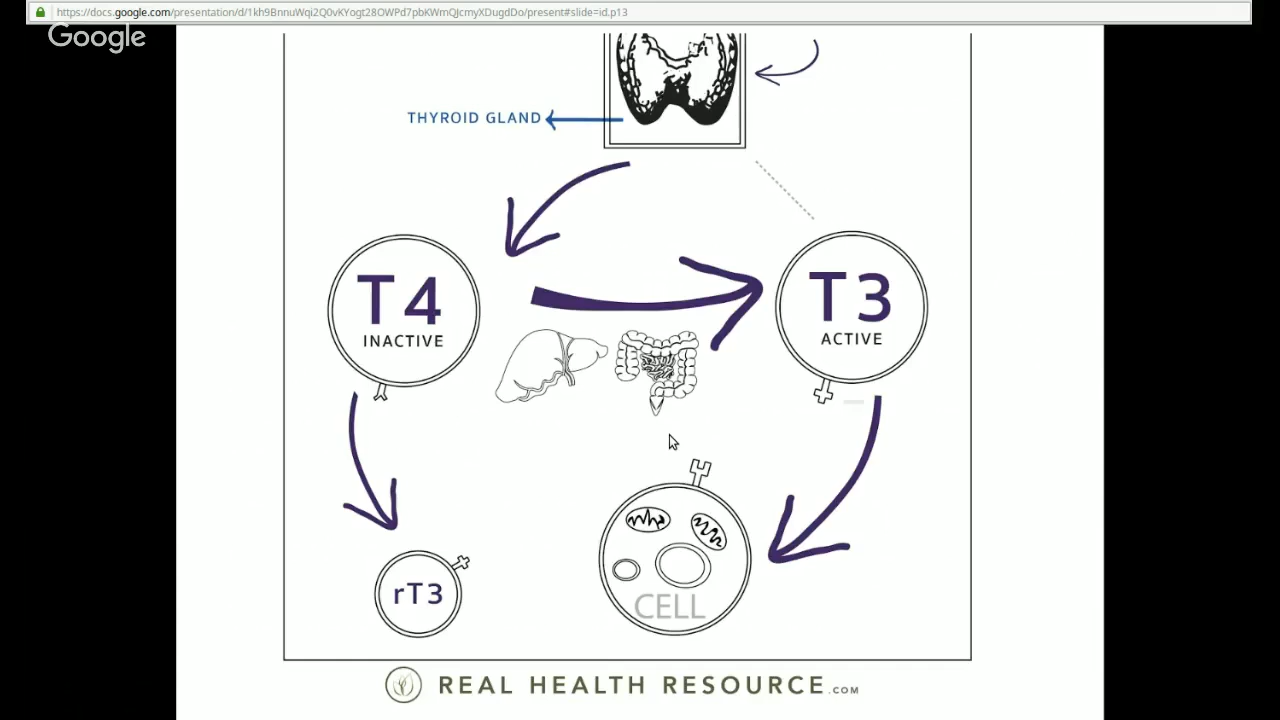 https://docs.google.com/presentation/d/1kh9BnnuWqi2Q0vKYogt28OWPd7pbKWmQJcmyXDugdDo/present#slide=id.p13
Google
THYROID GLAND
T4
INACTIVE
T3
ACTIVE
rT3
CELL
REAL HEALTH RESOURCE.COM